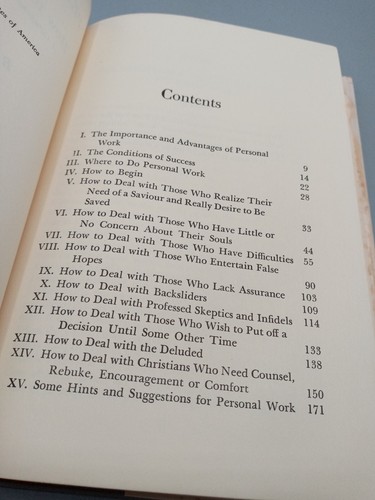 es of America
Contents
I. The Importance and Advantages of Personal
Work 9
II. The Conditions of Success 14
III. Where to Do Personal Work 22
IV. How to Begin 28
V. How to Deal with Those Who Realize Their
Need of a Saviour and Really Desire to Be
Saved 33
VI. How to Deal with Those Who Have Little or
No Concern About Their Souls 44
VII. How to Deal with Those Who Have Difficulties 55
VIII. How to Deal with Those Who Entertain False
Hopes 90
IX. How to Deal with Those Who Lack Assurance 103
X. How to Deal with Backsliders 109
XI. How to Deal with Professed Skeptics and Infidels 114
XII. How to Deal with Those Who Wish to Put off a
Decision Until Some Other Time 133
XIII. How to Deal with the Deluded 138
XIV. How to Deal with Christians Who Need Counsel,
Rebuke, Encouragement or Comfort 150
XV. Some Hints and Suggestions for Personal Work 171